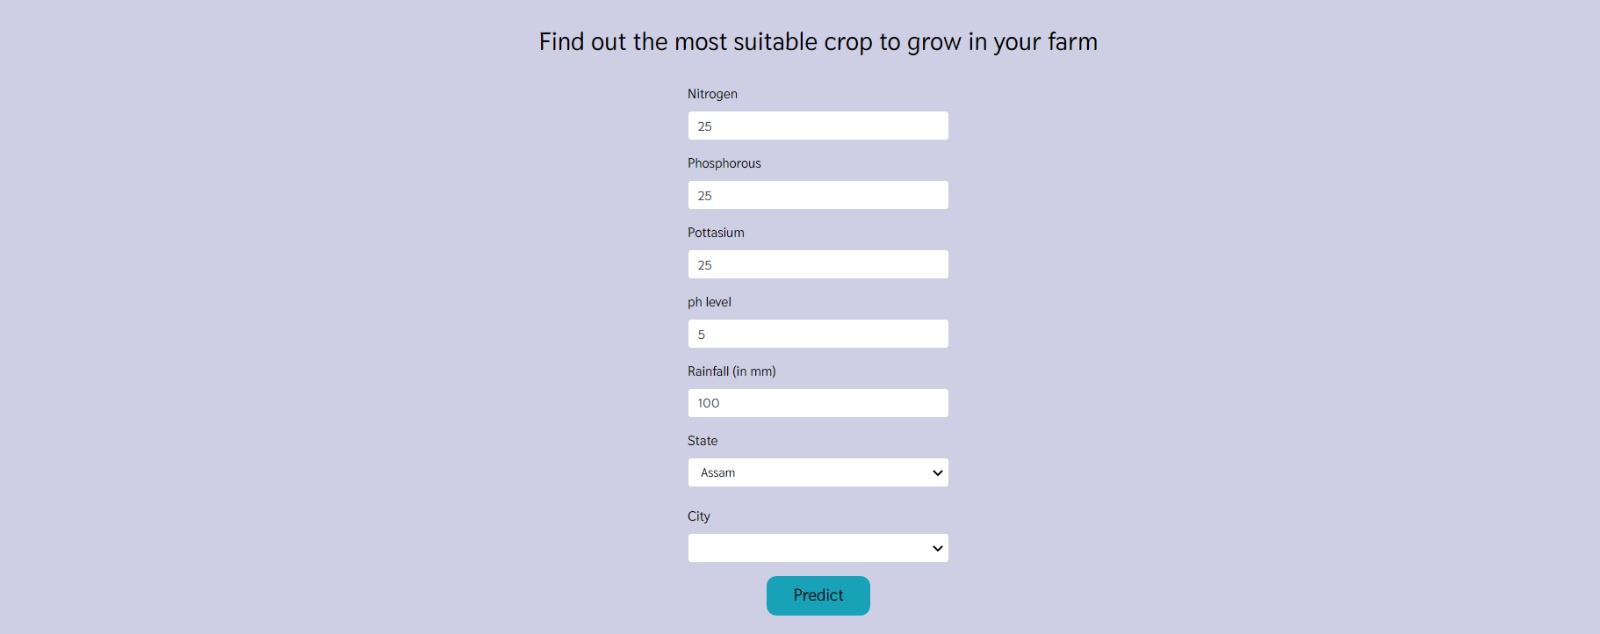 Find out the most suitable crop to grow in your farm
Nitrogen
25
Phosphorous
25
Pottasium
25
ph level
5
Rainfall (in mm)
100
State
Assam
City
Predict